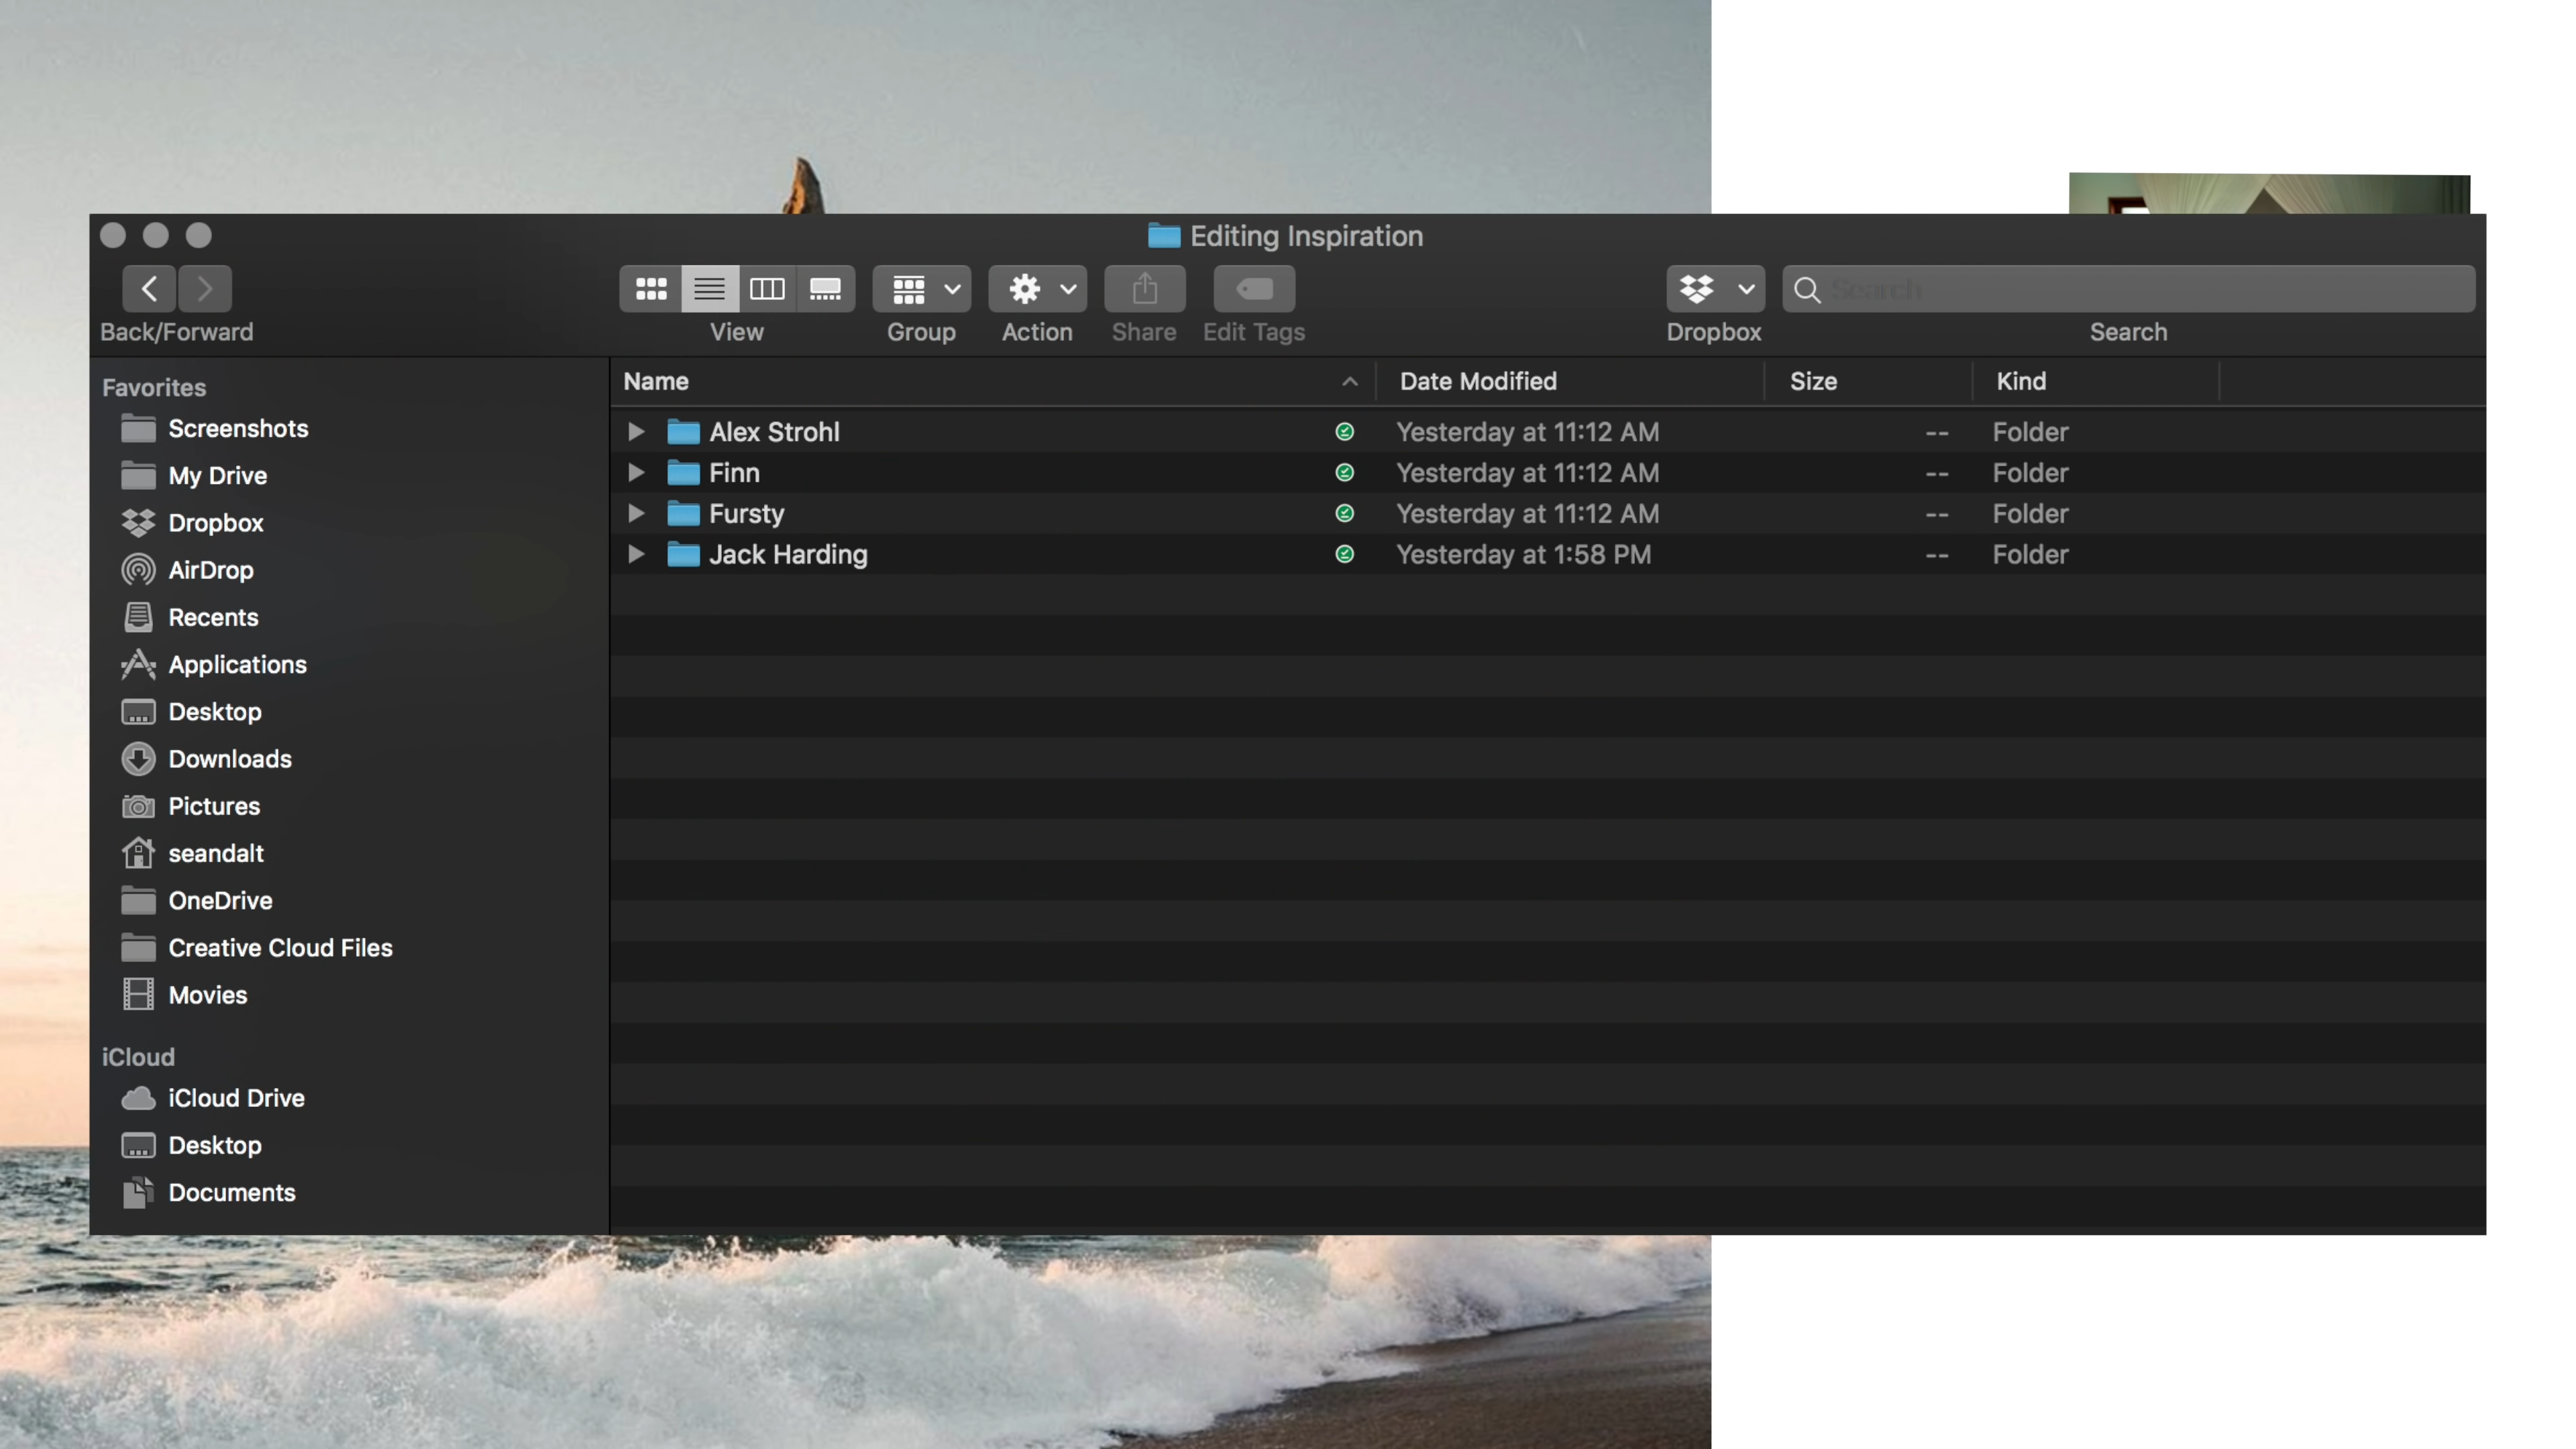 Editing Inspiration
Back/Forward
View
Group
Action
Share
Edit Tags
Dropbox
Search
Search
Favorites
Screenshots
My Drive
Dropbox
AirDrop
Recents
Applications
Desktop
Downloads
Pictures
seandalt
OneDrive
Creative Cloud Files
Movies
iCloud
iCloud Drive
Desktop
Documents
Name Date Modified Size Kind
Alex Strohl Yesterday at 11:12 AM -- Folder
Finn Yesterday at 11:12 AM -- Folder
Fursty Yesterday at 11:12 AM -- Folder
Jack Harding Yesterday at 1:58 PM -- Folder